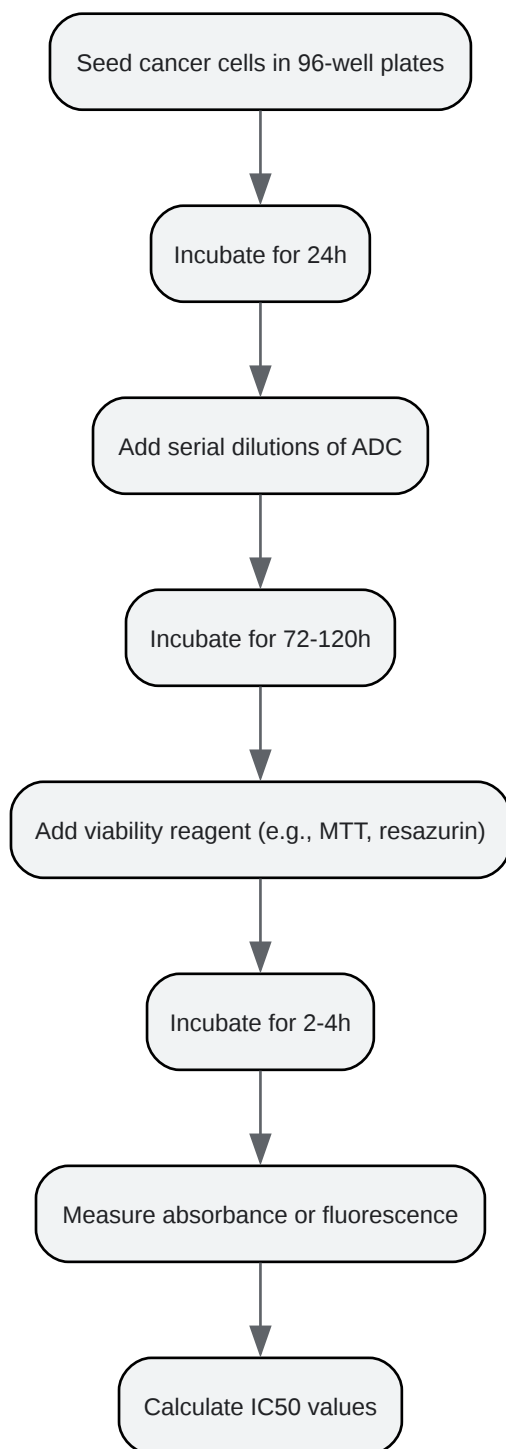 Seed cancer cells in 96-well plates
Incubate for 24h
Add serial dilutions of ADC
Incubate for 72-120h
Add viability reagent (e.g., MTT, resazurin)
Incubate for 2-4h
Measure absorbance or fluorescence
Calculate IC50 values